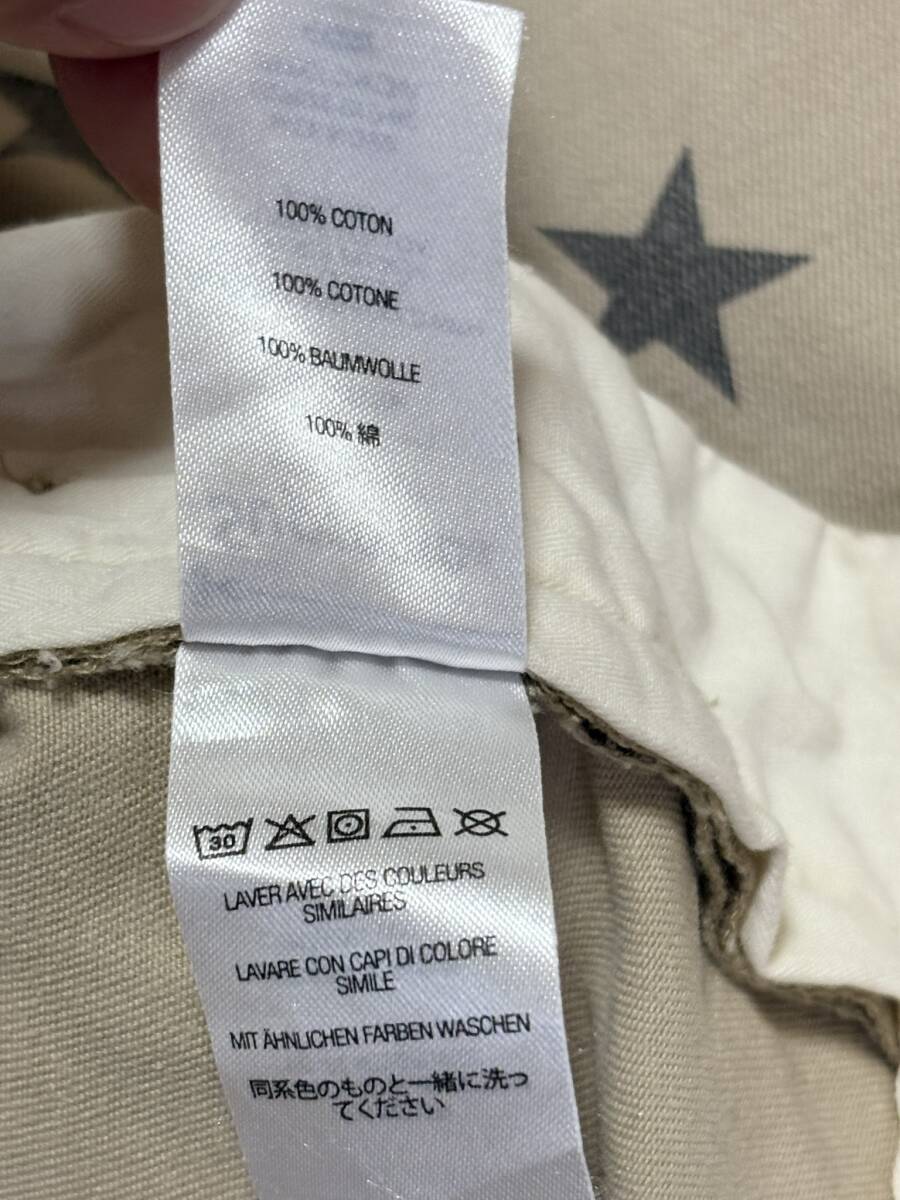 100% COTON
100% COTONE
100% BAUMWOLLE
100% 綿
30
LAVER AVEC DES COULEURS
SIMILAIRES
LAVARE CON CAPI DI COLORE
SIMILE
MIT ÄHNLICHEN FARBEN WASCHEN
同系色のものと一緒に洗っ
てください